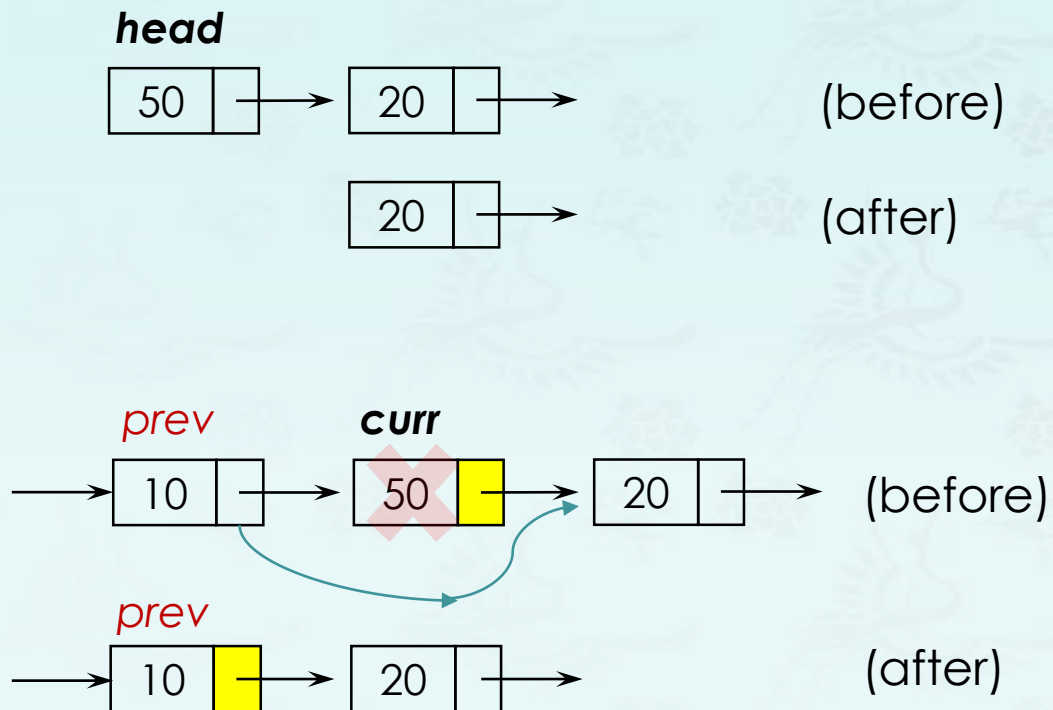 head
50 20 (before)
20 (after)
prev curr
10 50 20 (before)
prev
10 20 (after)